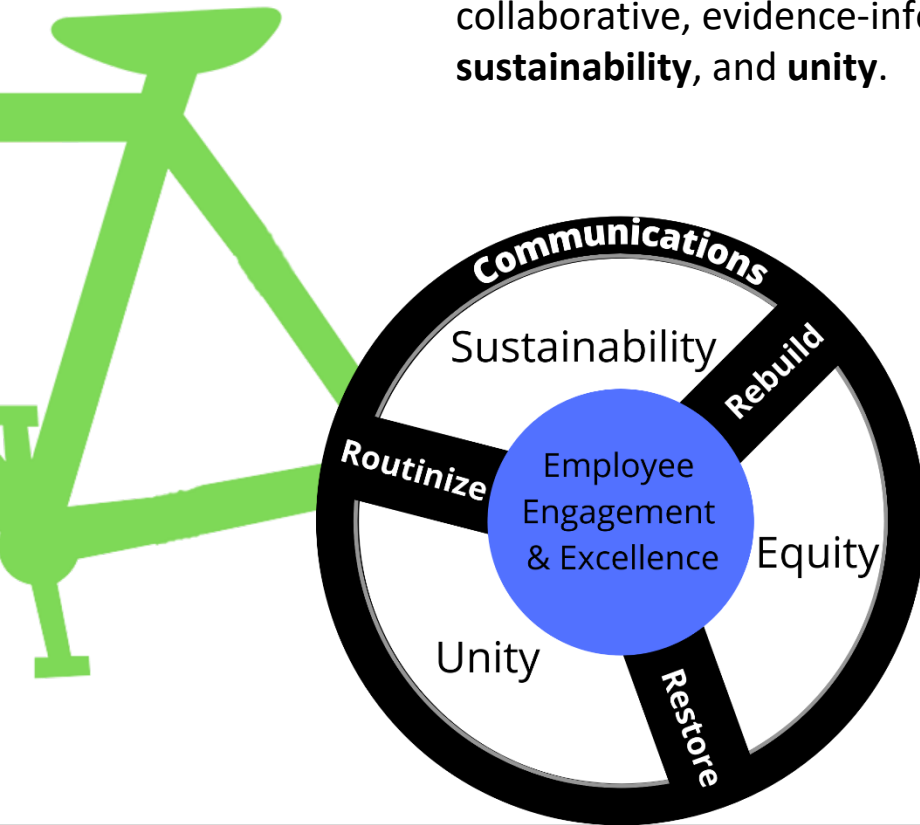 collaborative, evidence-info
sustainability, and unity.
Communications
Sustainability
Rebuild
Routinize
Employee
Engagement
& Excellence
Equity
Unity
Restore